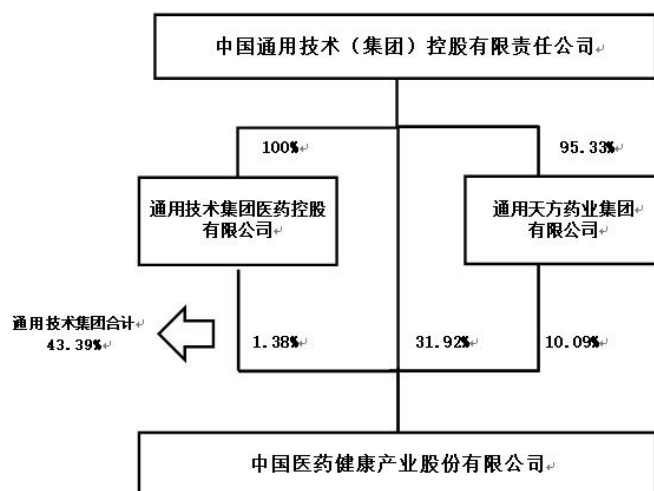 中国通用技术（集团）控股有限责任公司
100%
95.33%
通用技术集团医药控股
有限公司
通用天方药业集团
有限公司
通用技术集团合计
43.39%
1.38%
31.92%
10.09%
中国医药健康产业股份有限公司